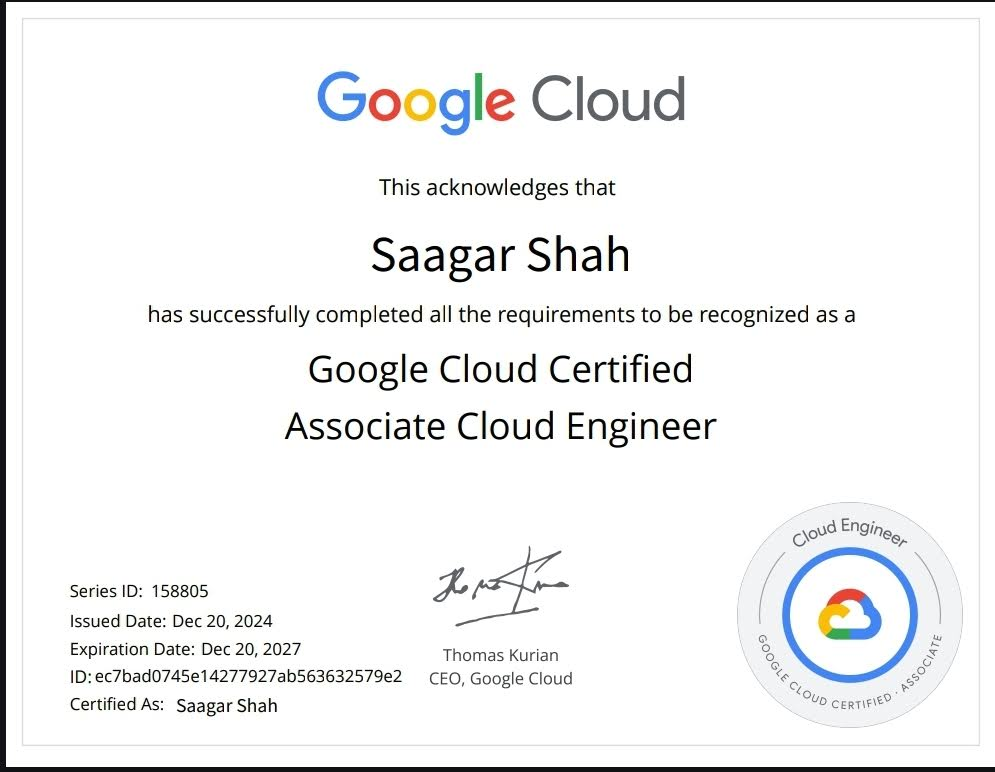 Google Cloud
This acknowledges that
Saagar Shah
has successfully completed all the requirements to be recognized as a
Google Cloud Certified
Associate Cloud Engineer
Series ID: 158805
Issued Date: Dec 20, 2024
Expiration Date: Dec 20, 2027
ID: ec7bad0745e14277927ab563632579e2
Certified As: Saagar Shah
Thomas Kurian
CEO, Google Cloud
Cloud Engineer
GOOGLE CLOUD CERTIFIED · ASSOCIATE